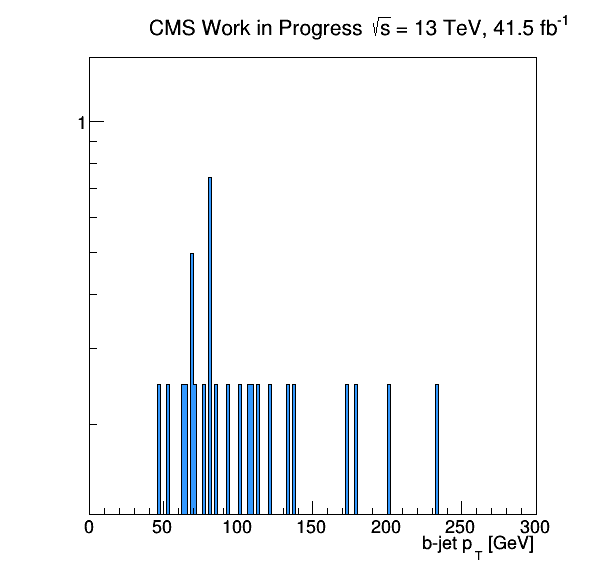 CMS Work in Progress √s = 13 TeV, 41.5 fb⁻¹
1
0 50 100 150 200 250 300
b-jet p_T [GeV]